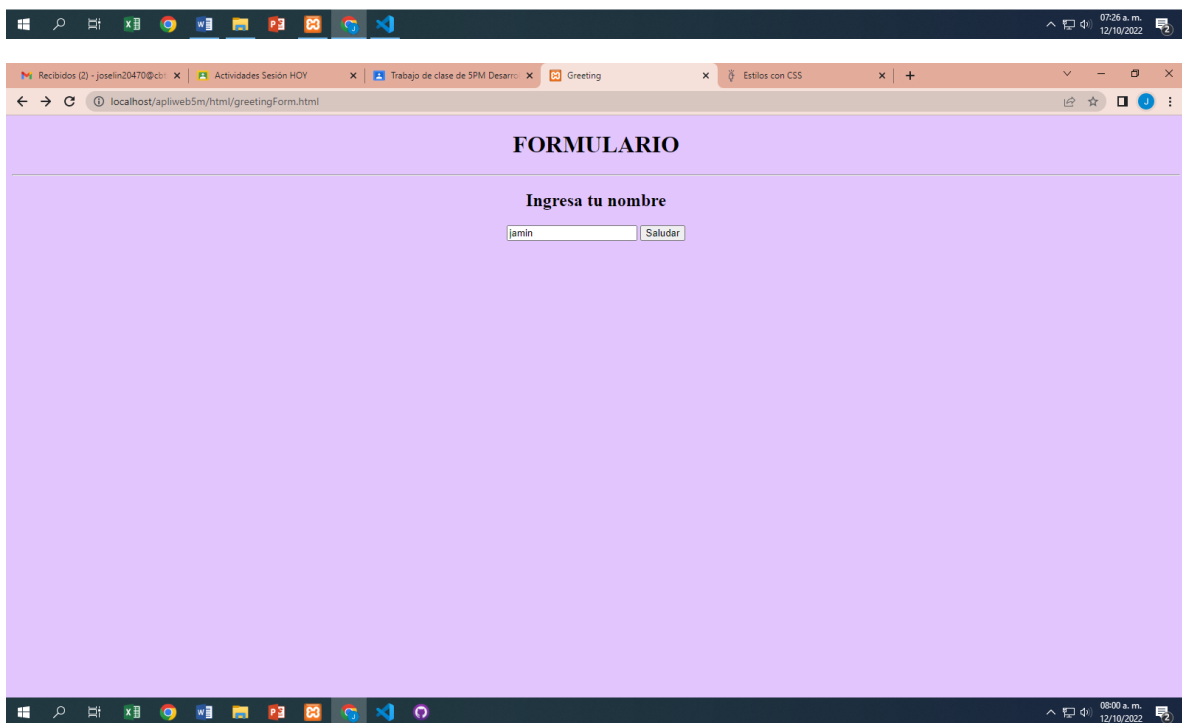 07:26 a. m.
12/10/2022
Recibidos (2) - joselin20470@cbt
Actividades Sesión HOY
Trabajo de clase de 5PM Desarro
Greeting
Estilos con CSS
localhost/apliweb5m/html/greetingForm.html
J
FORMULARIO
Ingresa tu nombre
jamin
Saludar
08:00 a. m.
12/10/2022